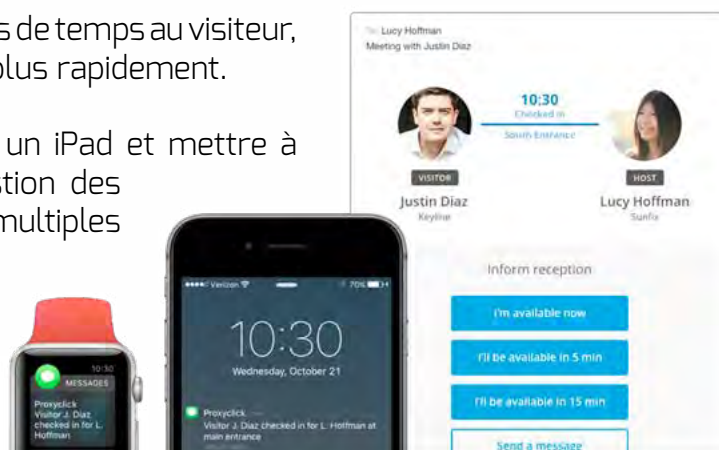 s de temps au visiteur,
plus rapidement.
un iPad et mettre à
stion des
multiples
Lucy Hoffman
Meeting with Justin Diaz
10:30
Checked in
South Entrance
VISITOR
HOST
Justin Diaz
Lucy Hoffman
Keyline
Sunfix
Inform reception
I'm available now
I'll be available in 5 min
I'll be available in 15 min
Send a message
Verizon
70%
10:30
Wednesday, October 21
Proxyclick
Visitor J. Diaz checked in for L. Hoffman at
main entrance
10:30
MESSAGES
Proxyclick
Visitor J. Diaz
checked in for L.
Hoffman